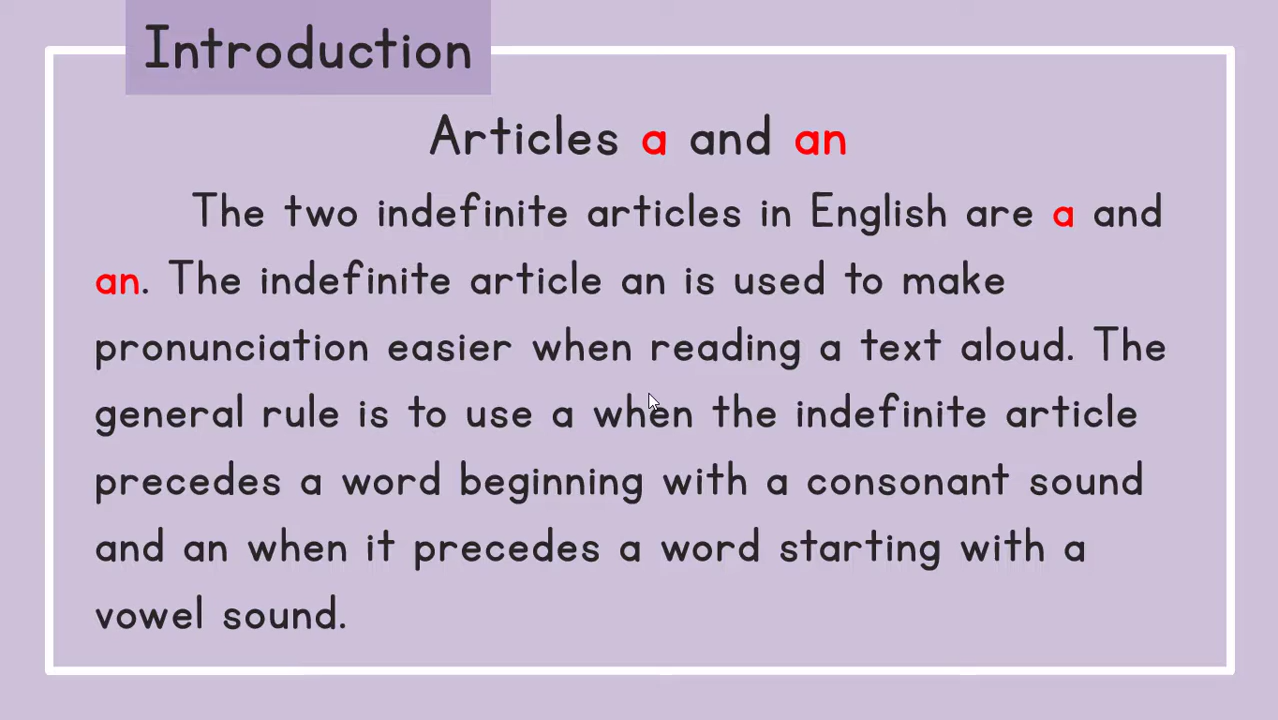 Introduction
Articles a and an
The two indefinite articles in English are a and
an. The indefinite article an is used to make
pronunciation easier when reading a text aloud. The
general rule is to use a when the indefinite article
precedes a word beginning with a consonant sound
and an when it precedes a word starting with a
vowel sound.